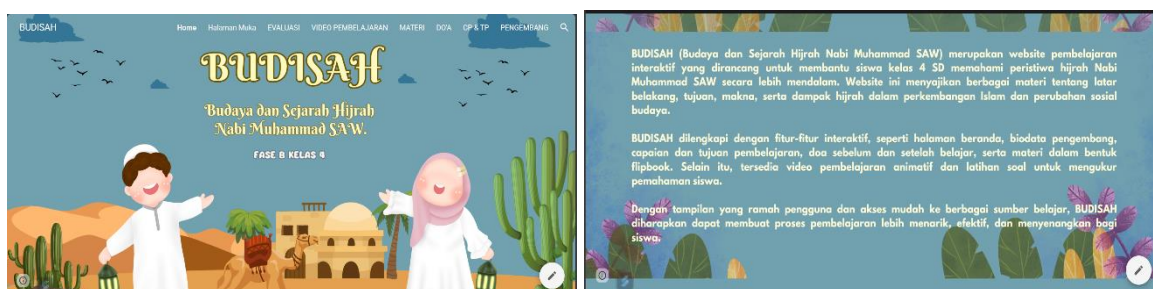 BUDISAH
Home Halaman Muka EVALUASI VIDEO PEMBELAJARAN MATERI DO'A CP & TP PENGEMBANG
BUDISAH
Budaya dan Sejarah Hijrah
Nabi Muhammad SAW.
FASE B KELAS 4
BUDISAH (Budaya dan Sejarah Hijrah Nabi Muhammad SAW) merupakan website pembelajaran
interaktif yang dirancang untuk membantu siswa kelas 4 SD memahami peristiwa hijrah Nabi
Muhammad SAW secara lebih mendalam. Website ini menyajikan berbagai materi tentang latar
belakang, tujuan, makna, serta dampak hijrah dalam perkembangan Islam dan perubahan sosial
budaya.
BUDISAH dilengkapi dengan fitur-fitur interaktif, seperti halaman beranda, biodata pengembang,
capaian dan tujuan pembelajaran, doa sebelum dan setelah belajar, serta materi dalam bentuk
flipbook. Selain itu, tersedia video pembelajaran animatif dan latihan soal untuk mengukur
pemahaman siswa.
Dengan tampilan yang ramah pengguna dan akses mudah ke berbagai sumber belajar, BUDISAH
diharapkan dapat membuat proses pembelajaran lebih menarik, efektif, dan menyenangkan bagi
siswa.